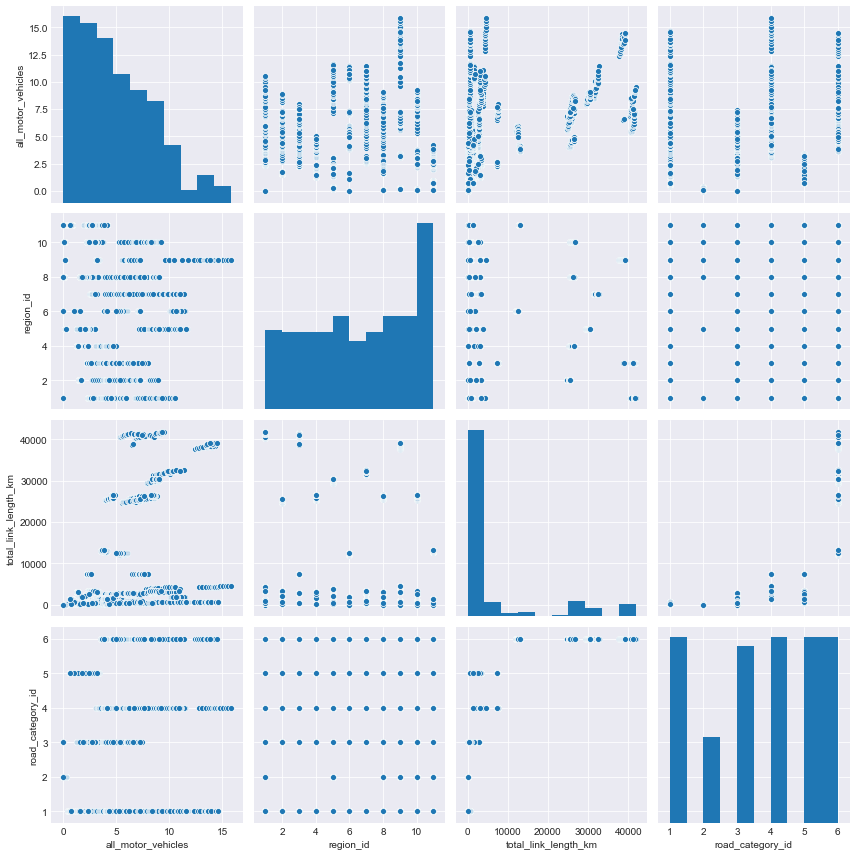 all_motor_vehicles
15.0
12.5
10.0
7.5
5.0
2.5
0.0
region_id
10
8
6
4
2
total_link_length_km
40000
30000
20000
10000
0
road_category_id
6
5
4
3
2
1
0 5 10 15
2 4 6 8 10
0 10000 20000 30000 40000
1 2 3 4 5 6
all_motor_vehicles
region_id
total_link_length_km
road_category_id